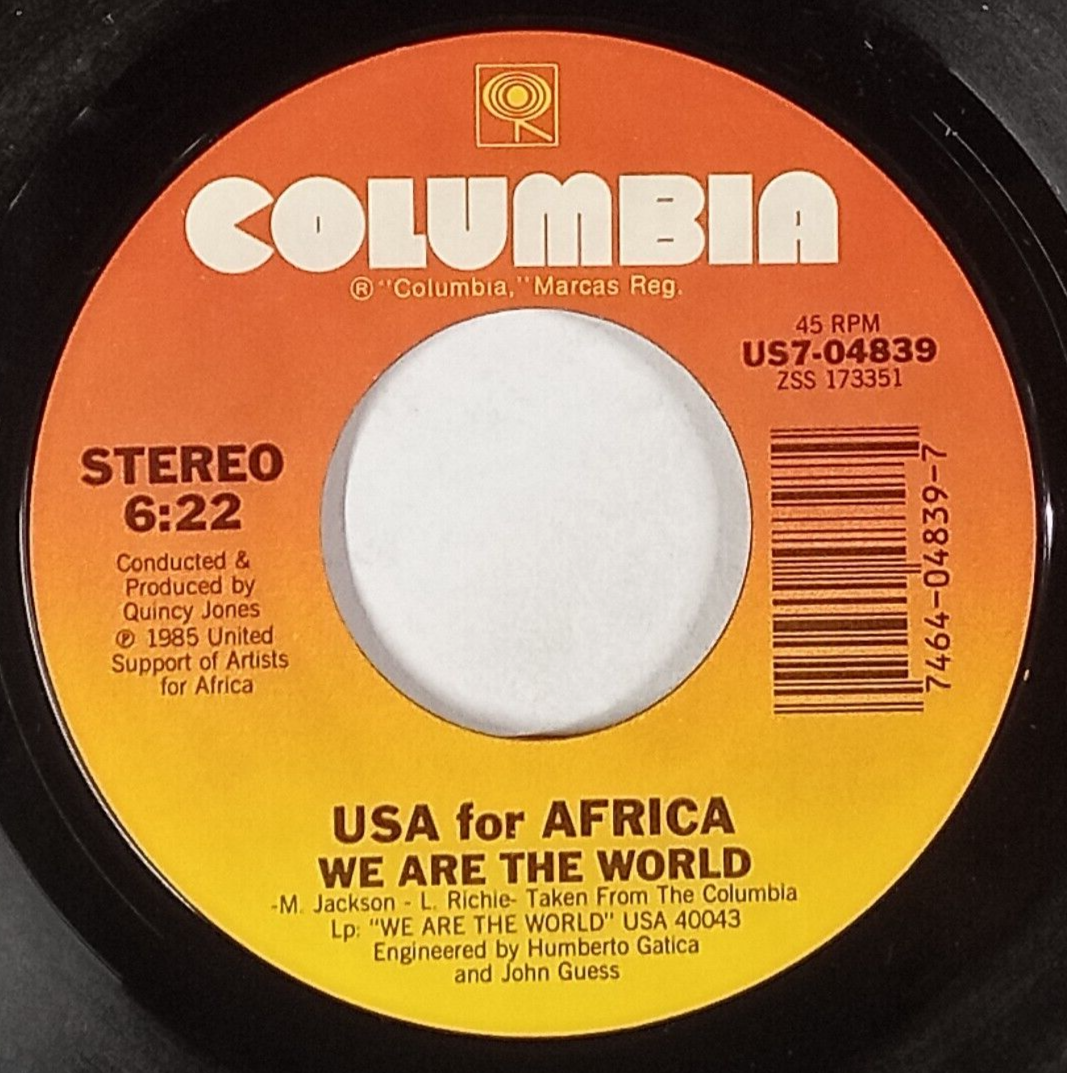 COLUMBIA
® "Columbia," Marcas Reg.
45 RPM
US7-04839
ZSS 173351
STEREO
6:22
Conducted &
Produced by
Quincy Jones
℗ 1985 United
Support of Artists
for Africa
7464-04839-7
USA for AFRICA
WE ARE THE WORLD
-M. Jackson - L. Richie- Taken From The Columbia
Lp: "WE ARE THE WORLD" USA 40043
Engineered by Humberto Gatica
and John Guess